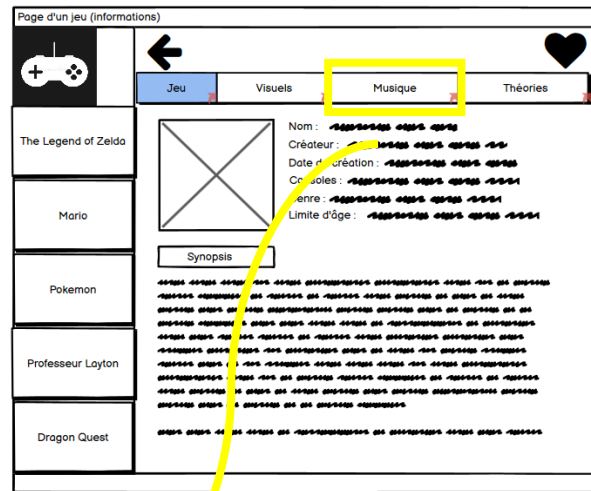 Page d'un jeu (informations)
Jeu Visuels Musique Théories
The Legend of Zelda
Mario
Pokemon
Professeur Layton
Dragon Quest
Nom :
Créateur :
Date de création :
Consoles :
Genre :
Limite d'âge :
Synopsis